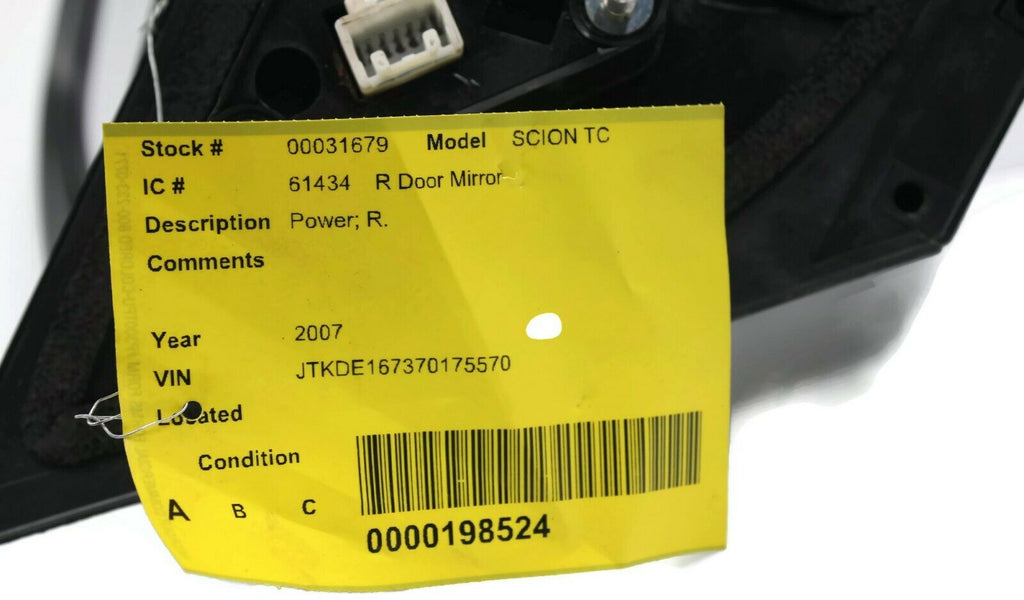 Stock # 00031679 Model SCION TC
IC # 61434 R Door Mirror
Description Power; R.
Comments
Year 2007
VIN JTKDE167370175570
Located
Condition
A B C
0000198524